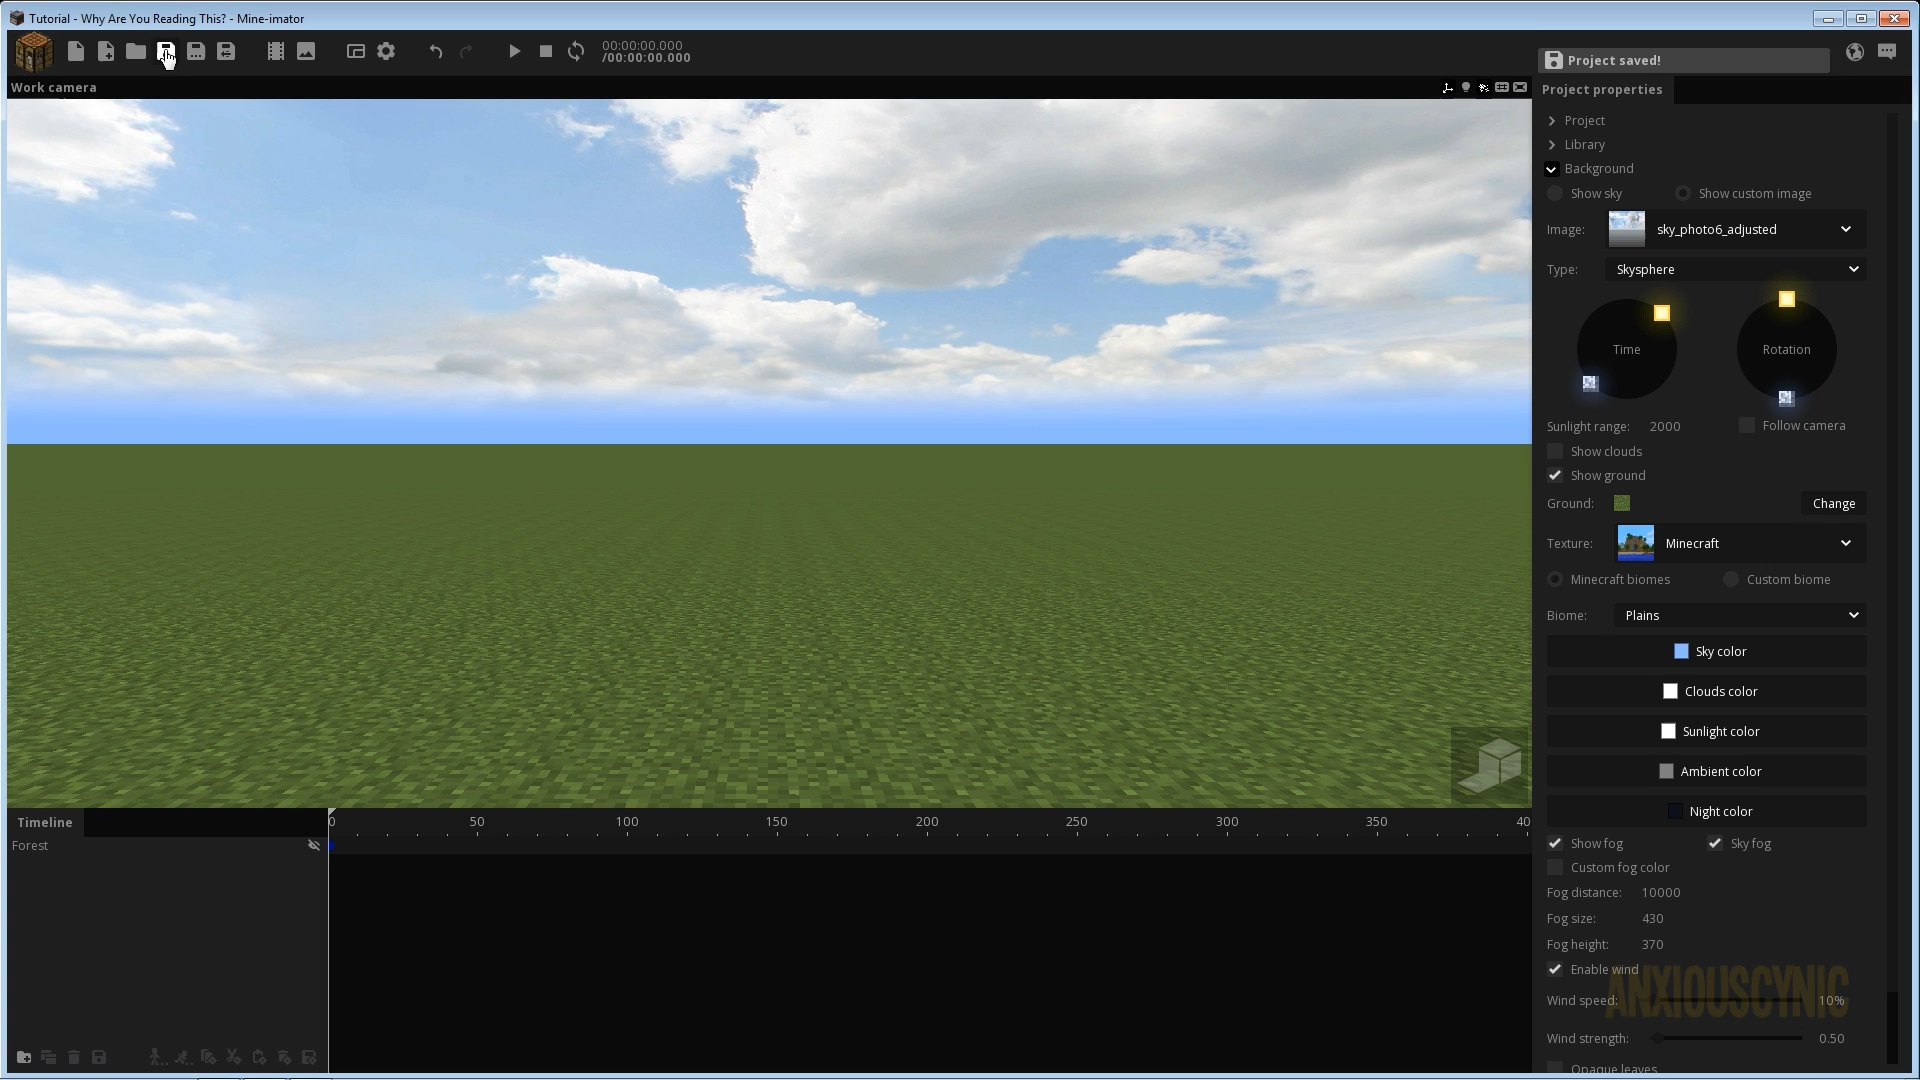 Tutorial - Why Are You Reading This? - Mine-imator
00:00:00.000
/00:00:00.000
Project saved!
Work camera
Project properties
Project
Library
Background
Show sky
Show custom image
Image:
sky_photo6_adjusted
Type:
Skysphere
Time
Rotation
Sunlight range:
2000
Follow camera
Show clouds
Show ground
Ground:
Change
Texture:
Minecraft
Minecraft biomes
Custom biome
Biome:
Plains
Sky color
Clouds color
Sunlight color
Ambient color
Night color
Show fog
Sky fog
Custom fog color
Fog distance:
10000
Fog size:
430
Fog height:
370
Enable wind
ANXIOUSCYNIC
Wind speed:
10%
Wind strength:
0.50
Opaque leaves
Timeline
0 50 100 150 200 250 300 350 40
Forest